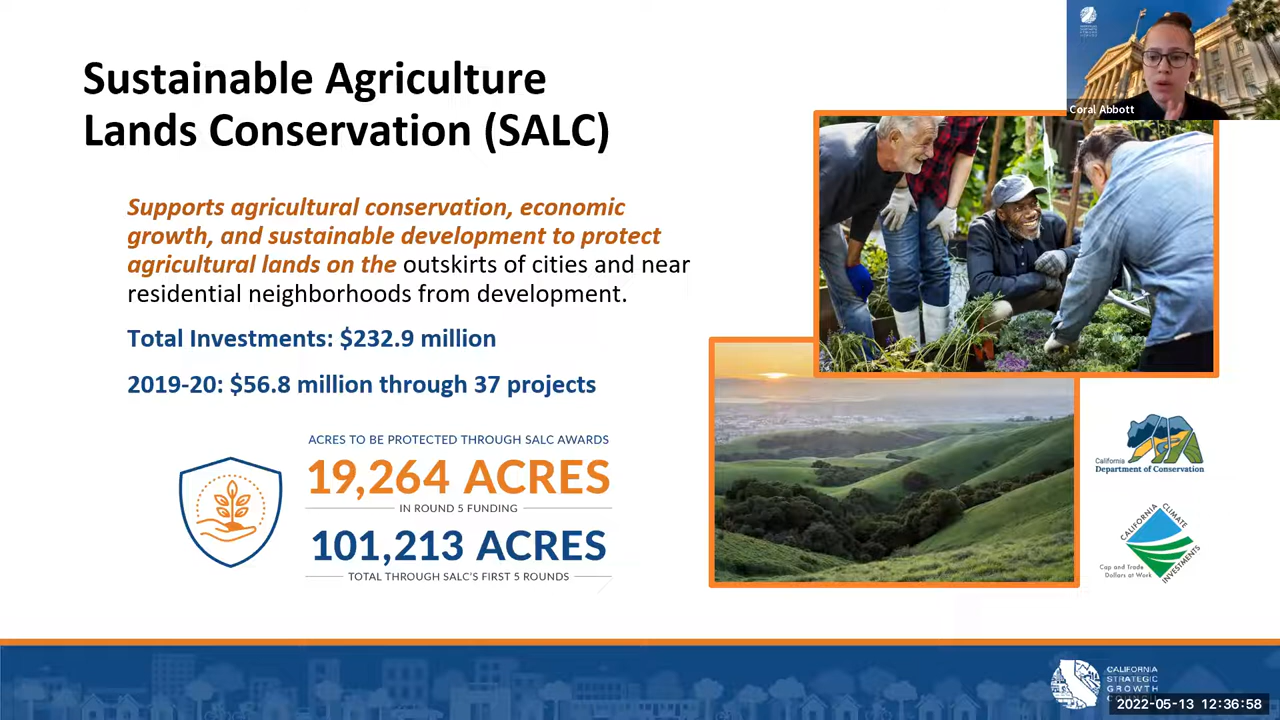 Sustainable Agriculture
Lands Conservation (SALC)
Coral Abbott
Supports agricultural conservation, economic
growth, and sustainable development to protect
agricultural lands on the outskirts of cities and near
residential neighborhoods from development.
Total Investments: $232.9 million
2019-20: $56.8 million through 37 projects
ACRES TO BE PROTECTED THROUGH SALC AWARDS
19,264 ACRES
IN ROUND 5 FUNDING
101,213 ACRES
TOTAL THROUGH SALC'S FIRST 5 ROUNDS
California
Department of Conservation
CALIFORNIA CLIMATE INVESTMENTS
Cap and Trade
Dollars at Work
CALIFORNIA
STRATEGIC
GROWTH
2022-05-13 12:36:58